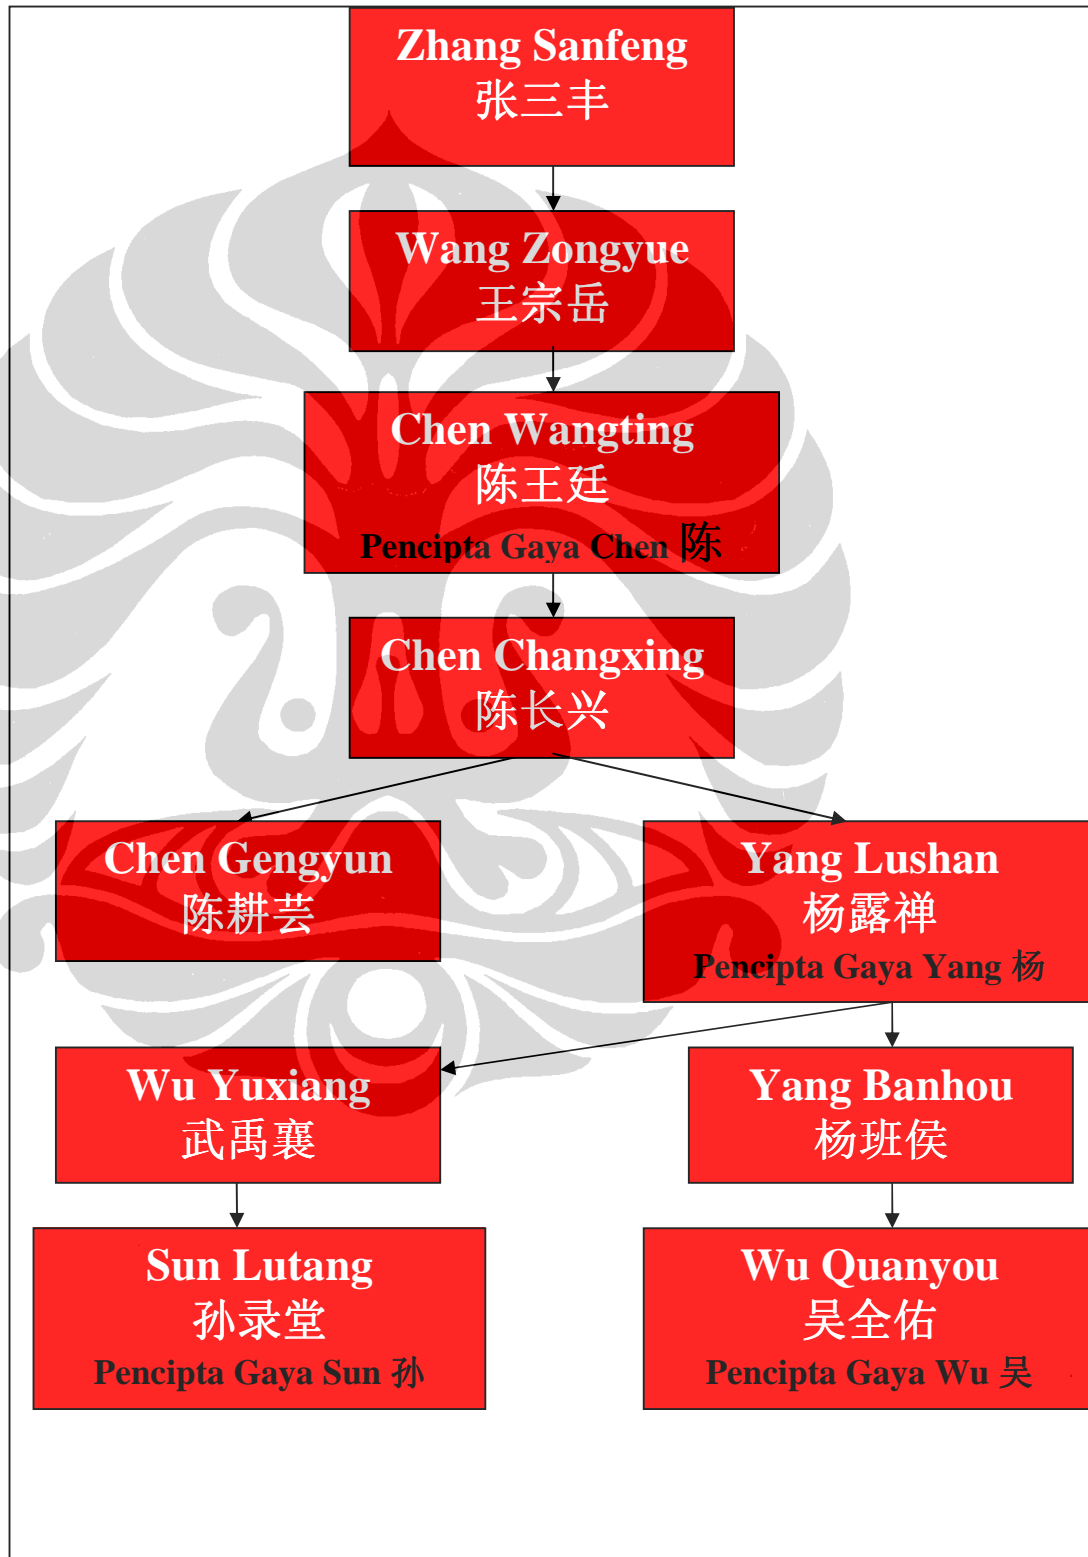 Zhang Sanfeng
张三丰
Wang Zongyue
王宗岳
Chen Wangting
陈王廷
Pencipta Gaya Chen 陈
Chen Changxing
陈长兴
Chen Gengyun
陈耕芸
Yang Lushan
杨露禅
Pencipta Gaya Yang 杨
Wu Yuxiang
武禹襄
Yang Banhou
杨班侯
Sun Lutang
孙录堂
Pencipta Gaya Sun 孙
Wu Quanyou
吴全佑
Pencipta Gaya Wu 吴